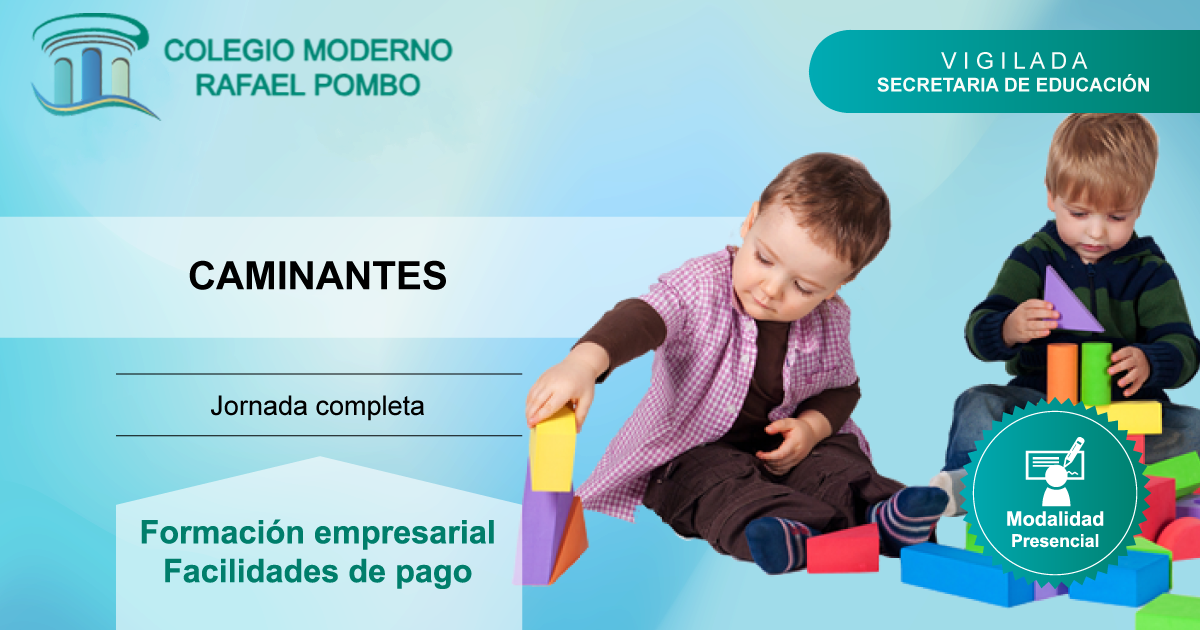 COLEGIO MODERNO
RAFAEL POMBO
VIGILADA
SECRETARIA DE EDUCACIÓN
CAMINANTES
Jornada completa
Formación empresarial
Facilidades de pago
Modalidad
Presencial